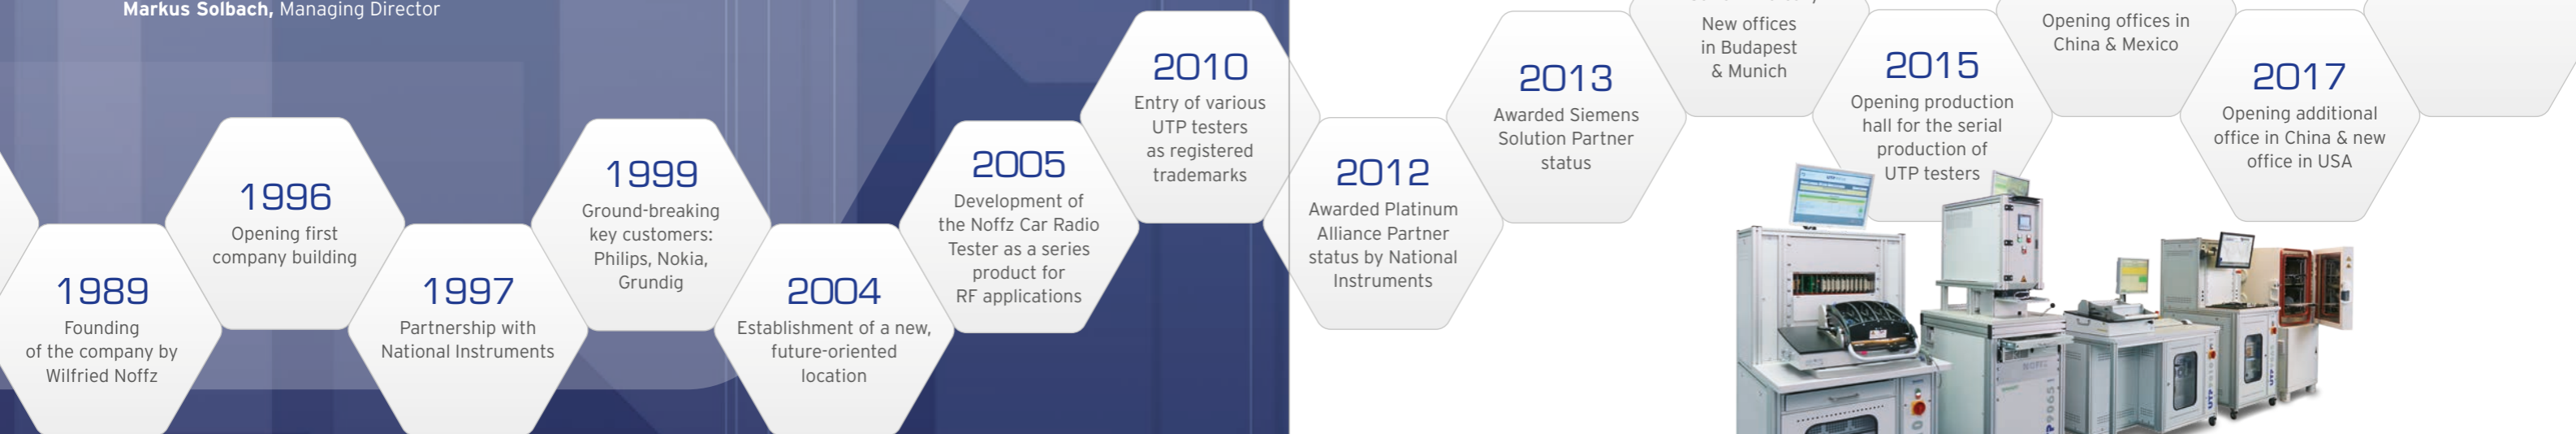 Markus Solbach, Managing Director
1989
Founding
of the company by
Wilfried Noffz
1996
Opening first
company building
1997
Partnership with
National Instruments
1999
Ground-breaking
key customers:
Philips, Nokia,
Grundig
2004
Establishment of a new,
future-oriented
location
2005
Development of
the Noffz Car Radio
Tester as a series
product for
RF applications
2010
Entry of various
UTP testers
as registered
trademarks
2012
Awarded Platinum
Alliance Partner
status by National
Instruments
2013
Awarded Siemens
Solution Partner
status
New offices
in Budapest
& Munich
2015
Opening production
hall for the serial
production of
UTP testers
Opening offices in
China & Mexico
2017
Opening additional
office in China & new
office in USA
NOFFZ
UTP